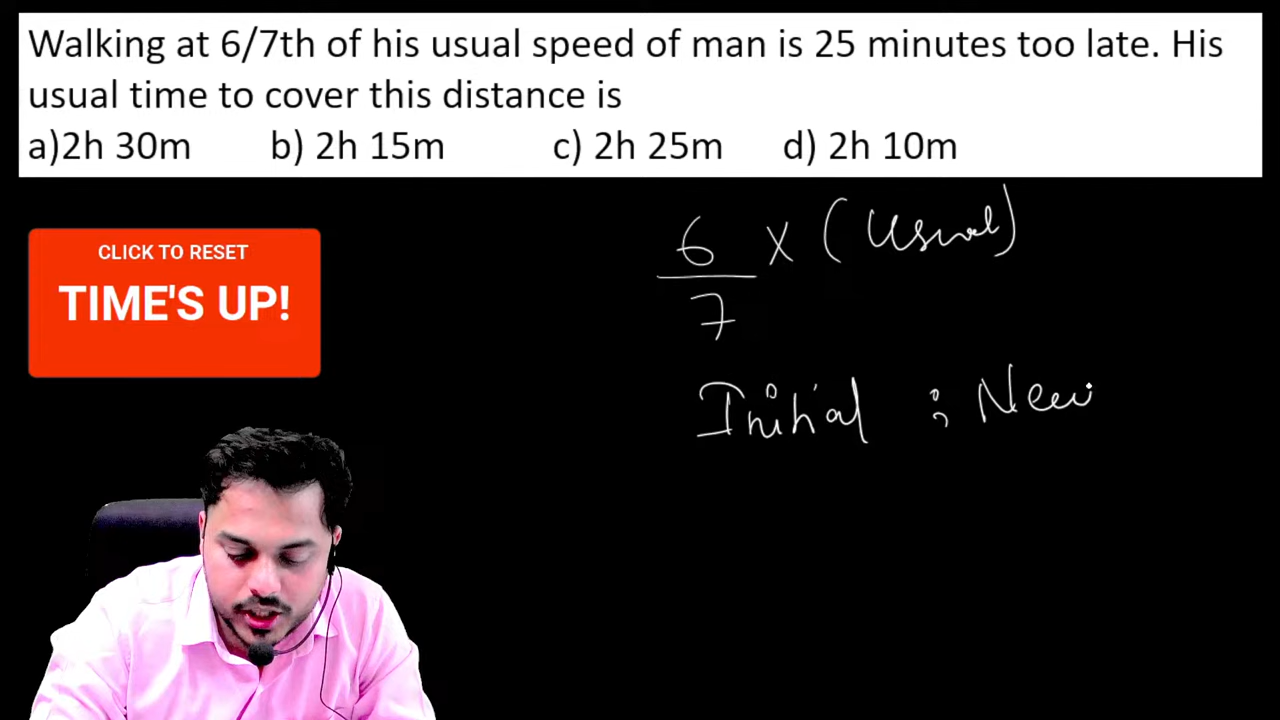 Walking at 6/7th of his usual speed of man is 25 minutes too late. His
usual time to cover this distance is
a)2h 30m b) 2h 15m c) 2h 25m d) 2h 10m
CLICK TO RESET
TIME'S UP!
6
× (Usual)
7
Initial : New